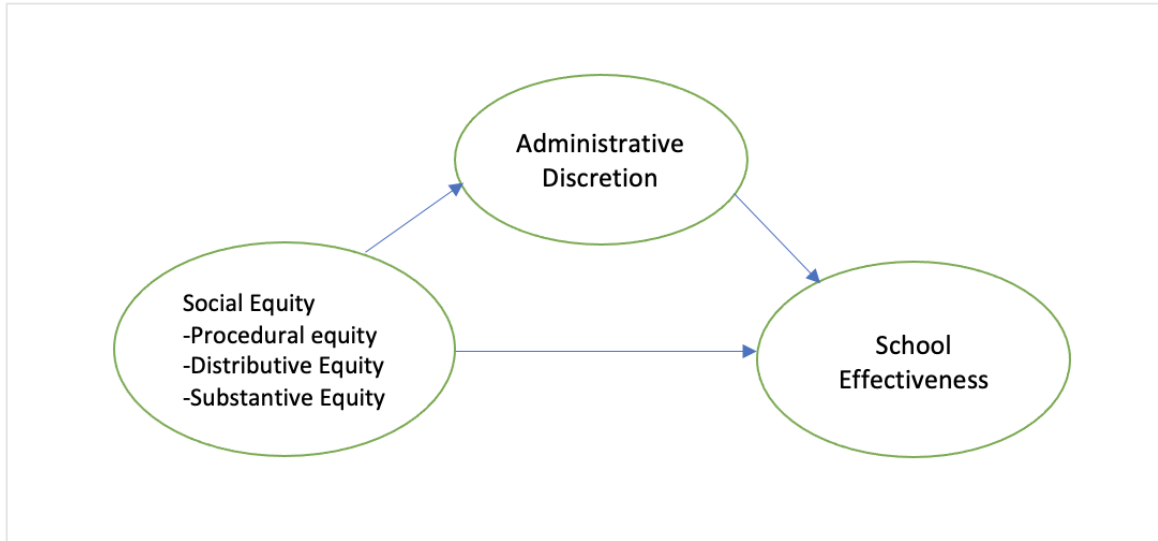 Administrative
Discretion
Social Equity
-Procedural equity
-Distributive Equity
-Substantive Equity
School
Effectiveness